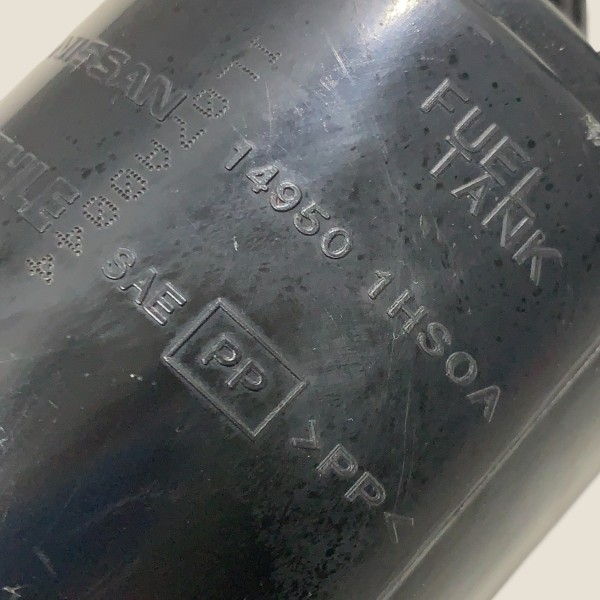 FUEL
TANK
NISSAN
14950 1HS0A
SAE PP >PP<